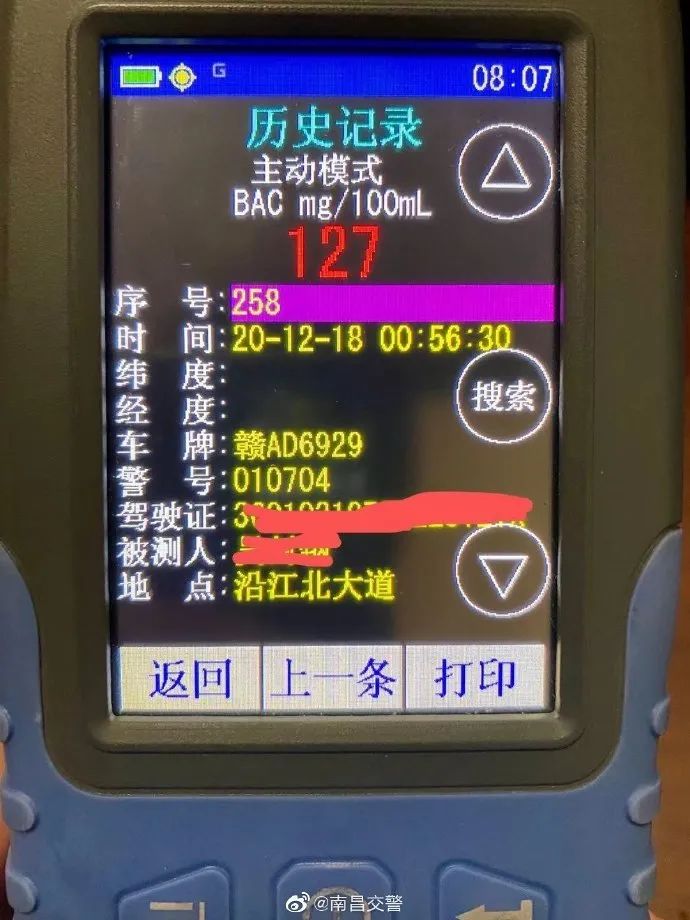 G 08:07
历史记录
主动模式
BAC mg/100mL
127
序 号:258
时 间:20-12-18 00:56:30
纬 度:
搜索
经 度:
车 牌:赣AD6929
警 号:010704
驾驶证:
被测人:
地 点:沿江北大道
返回 上一条 打印
@南昌交警